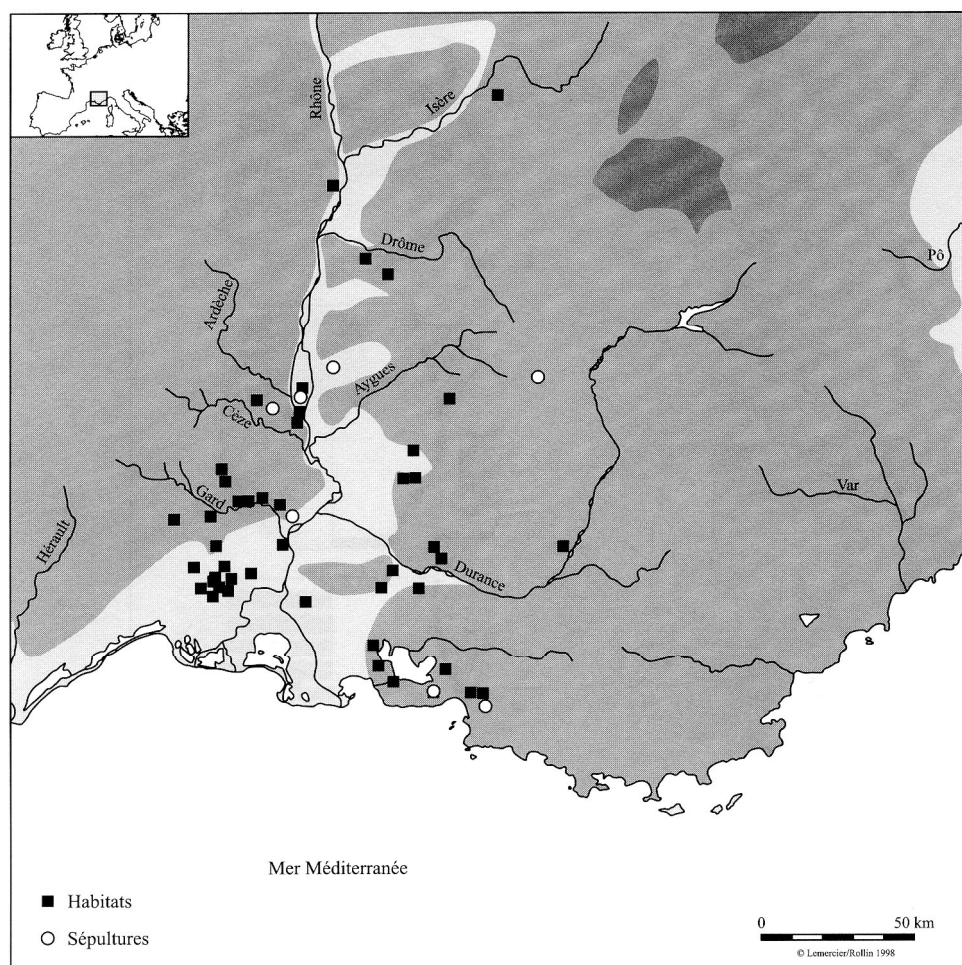 Rhône
Isère
Drôme
Pô
Ardèche
Aygues
Cèze
Gard
Var
Hérault
Durance
Mer Méditerranée
Habitats
Sépultures
0 50 km
© Lemercier/Rollin 1998